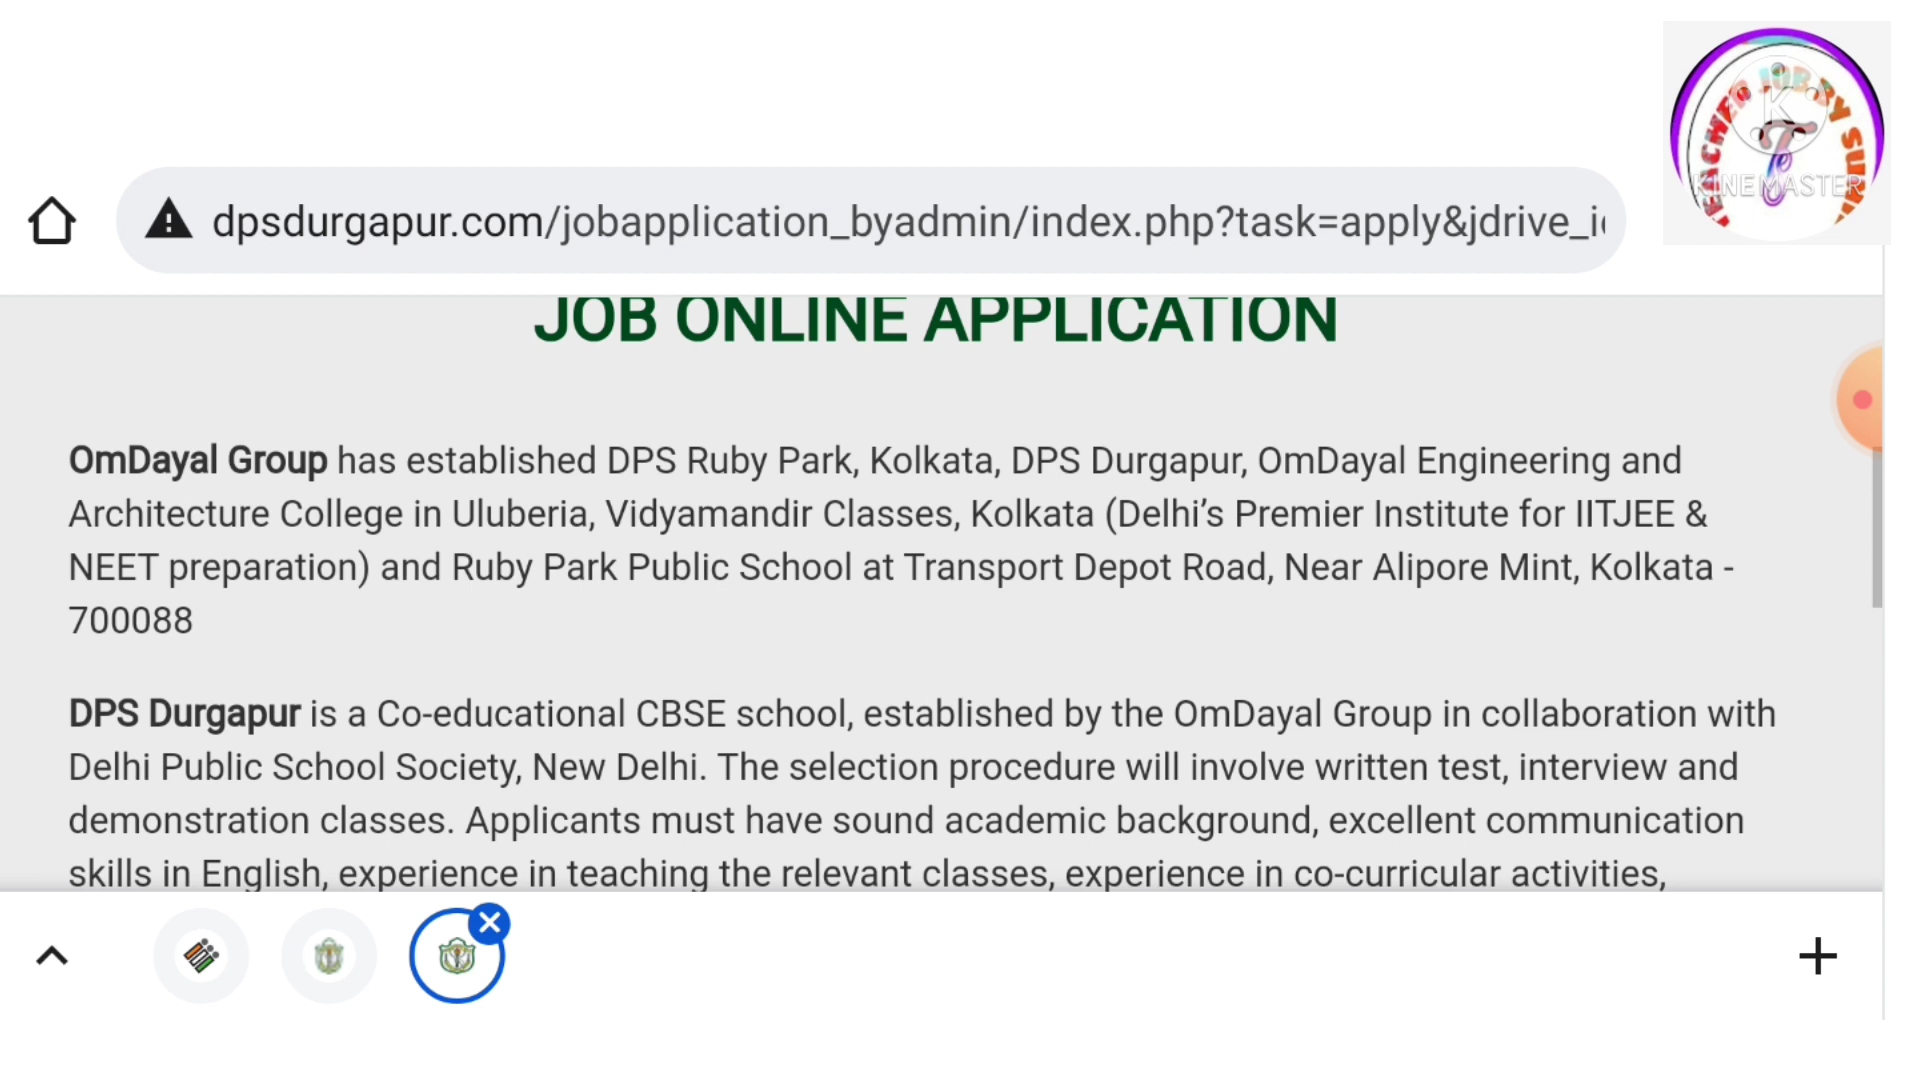 TEACHER JOB BY
KINEMASTER
dpsdurgapur.com/jobapplication_byadmin/index.php?task=apply&jdrive_i
JOB ONLINE APPLICATION
OmDayal Group has established DPS Ruby Park, Kolkata, DPS Durgapur, OmDayal Engineering and
Architecture College in Uluberia, Vidyamandir Classes, Kolkata (Delhi’s Premier Institute for IITJEE &
NEET preparation) and Ruby Park Public School at Transport Depot Road, Near Alipore Mint, Kolkata -
700088
DPS Durgapur is a Co-educational CBSE school, established by the OmDayal Group in collaboration with
Delhi Public School Society, New Delhi. The selection procedure will involve written test, interview and
demonstration classes. Applicants must have sound academic background, excellent communication
skills in English, experience in teaching the relevant classes, experience in co-curricular activities,